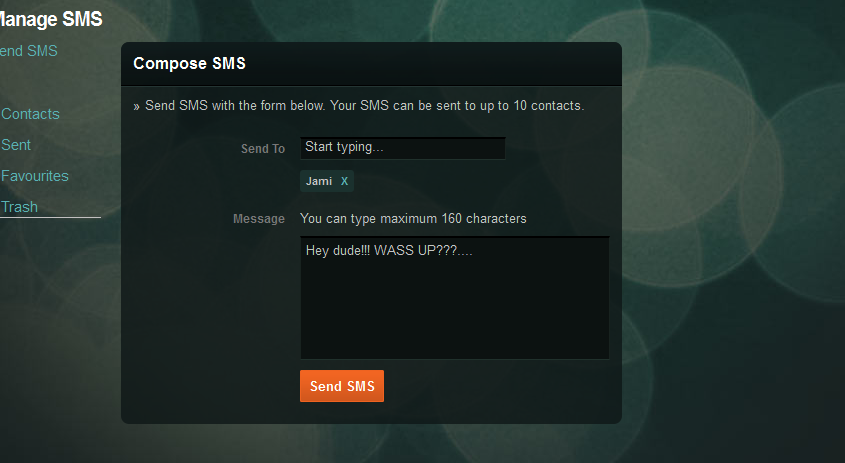 Manage SMS
end SMS
Contacts
Sent
Favourites
Trash
Compose SMS
» Send SMS with the form below. Your SMS can be sent to up to 10 contacts.
Send To
Start typing...
Jami X
Message
You can type maximum 160 characters
Hey dude!!! WASS UP???....
Send SMS